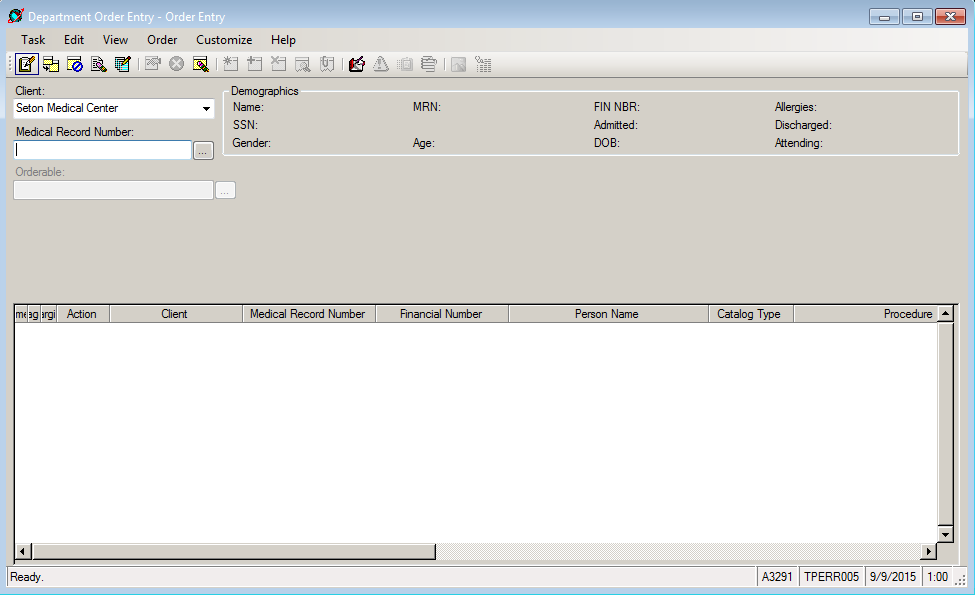 Department Order Entry - Order Entry
Task Edit View Order Customize Help
Client:
Seton Medical Center
Medical Record Number:
...
Orderable:
...
Demographics
Name: MRN: FIN NBR: Allergies:
SSN: Admitted: Discharged:
Gender: Age: DOB: Attending:
me ag argi Action Client Medical Record Number Financial Number Person Name Catalog Type Procedure
Ready. A3291 TPERR005 9/9/2015 1:00